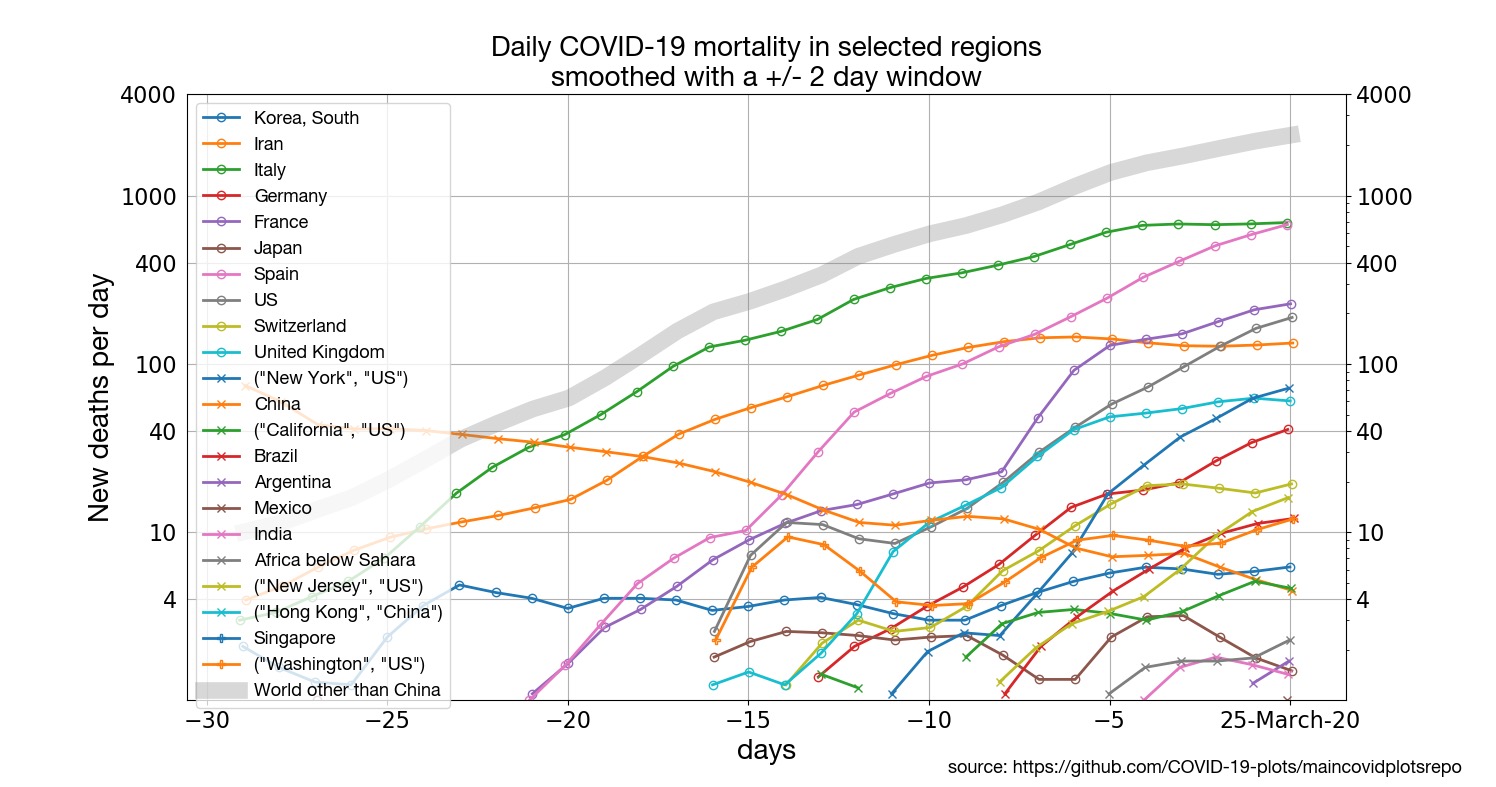 Daily COVID-19 mortality in selected regions
smoothed with a +/- 2 day window
4000
1000
400
100
40
10
4
New deaths per day
Korea, South
Iran
Italy
Germany
France
Japan
Spain
US
Switzerland
United Kingdom
("New York", "US")
China
("California", "US")
Brazil
Argentina
Mexico
India
Africa below Sahara
("New Jersey", "US")
("Hong Kong", "China")
Singapore
("Washington", "US")
World other than China
4000
1000
400
100
40
10
4
−30 −25 −20 −15 −10 −5 25-March-20
days
source: https://github.com/COVID-19-plots/maincovidplotsrepo